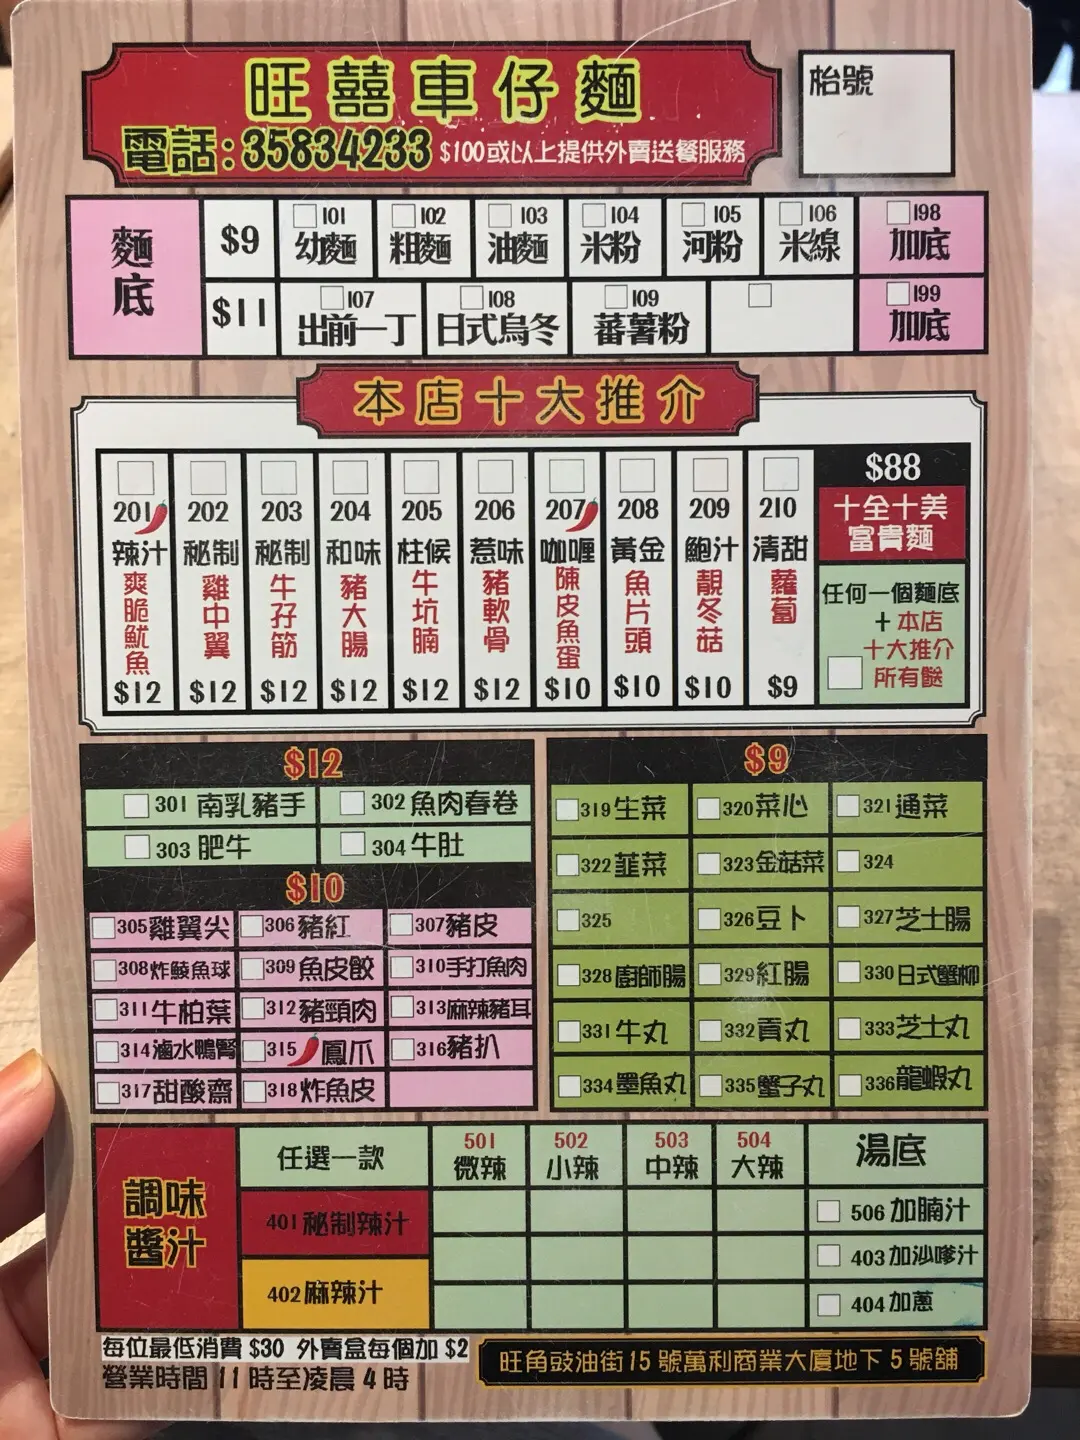 旺囍車仔麵
電話:35834233 $100或以上提供外賣送餐服務
枱號
麵底
$9
101 幼麵
102 粗麵
103 油麵
104 米粉
105 河粉
106 米線
198 加底
$11
107 出前一丁
108 日式烏冬
109 蕃薯粉
199 加底
本店十大推介
201 辣汁爽脆魷魚 $12
202 秘制雞中翼 $12
203 秘制牛孖筋 $12
204 和味豬大腸 $12
205 柱候牛坑腩 $12
206 惹味豬軟骨 $12
207 咖喱陳皮魚蛋 $10
208 黃金魚片頭 $10
209 鮑汁靚冬菇 $10
210 清甜蘿蔔 $9
$88
十全十美
富貴麵
任何一個麵底
+本店
十大推介
所有餸
$12
301 南乳豬手
302 魚肉春卷
303 肥牛
304 牛肚
$10
305 雞翼尖
306 豬紅
307 豬皮
308 炸鯪魚球
309 魚皮餃
310 手打魚肉
311 牛柏葉
312 豬頸肉
313 麻辣豬耳
314 滷水鴨腎
315 鳳爪
316 豬扒
317 甜酸齋
318 炸魚皮
$9
319 生菜
320 菜心
321 通菜
322 韮菜
323 金菇菜
324
325
326 豆卜
327 芝士腸
328 廚師腸
329 紅腸
330 日式蟹柳
331 牛丸
332 貢丸
333 芝士丸
334 墨魚丸
335 蟹子丸
336 龍蝦丸
調味
醬汁
任選一款
501 微辣
502 小辣
503 中辣
504 大辣
湯底
401 秘制辣汁
402 麻辣汁
506 加腩汁
403 加沙嗲汁
404 加蔥
每位最低消費 $30 外賣盒每個加 $2
營業時間 11時至凌晨 4時
旺角豉油街15號萬利商業大廈地下5號舖